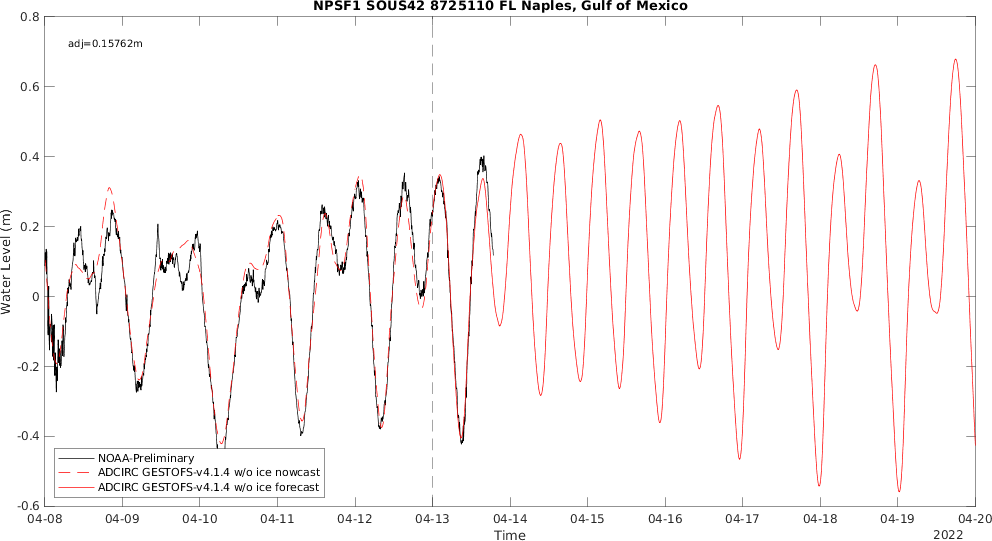 NPSF1 SOUS42 8725110 FL Naples, Gulf of Mexico
adj=0.15762m
0.8
0.6
0.4
0.2
0
-0.2
-0.4
-0.6
Water Level (m)
NOAA-Preliminary
ADCIRC GESTOFS-v4.1.4 w/o ice nowcast
ADCIRC GESTOFS-v4.1.4 w/o ice forecast
04-08 04-09 04-10 04-11 04-12 04-13 04-14 04-15 04-16 04-17 04-18 04-19 04-20
Time
2022